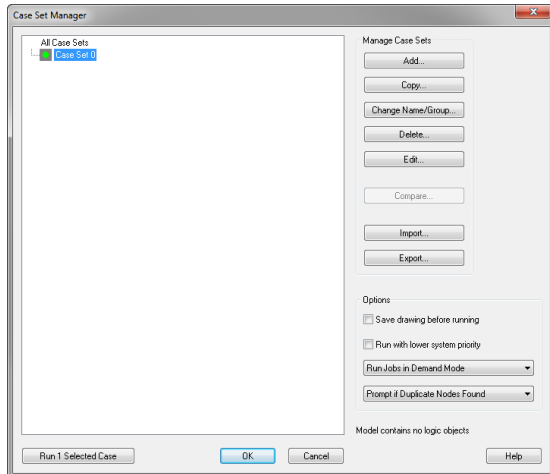 Case Set Manager
All Case Sets
Case Set 0
Manage Case Sets
Add...
Copy...
Change Name/Group...
Delete...
Edit...
Compare...
Import...
Export...
Options
Save drawing before running
Run with lower system priority
Run Jobs in Demand Mode
Prompt if Duplicate Nodes Found
Model contains no logic objects
Run 1 Selected Case
OK
Cancel
Help